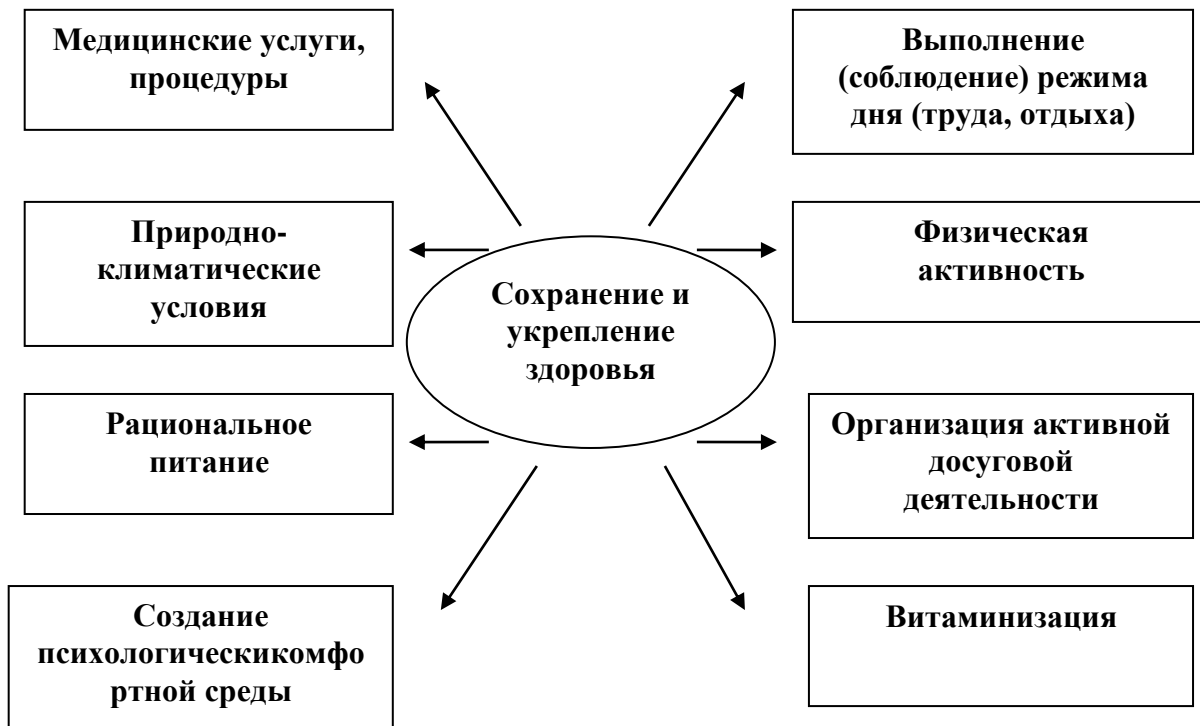 Медицинские услуги,
процедуры
Выполнение
(соблюдение) режима
дня (труда, отдыха)
Природно-
климатические
условия
Физическая
активность
Сохранение и
укрепление
здоровья
Рациональное
питание
Организация активной
досуговой
деятельности
Создание
психологическикомфо
ртной среды
Витаминизация